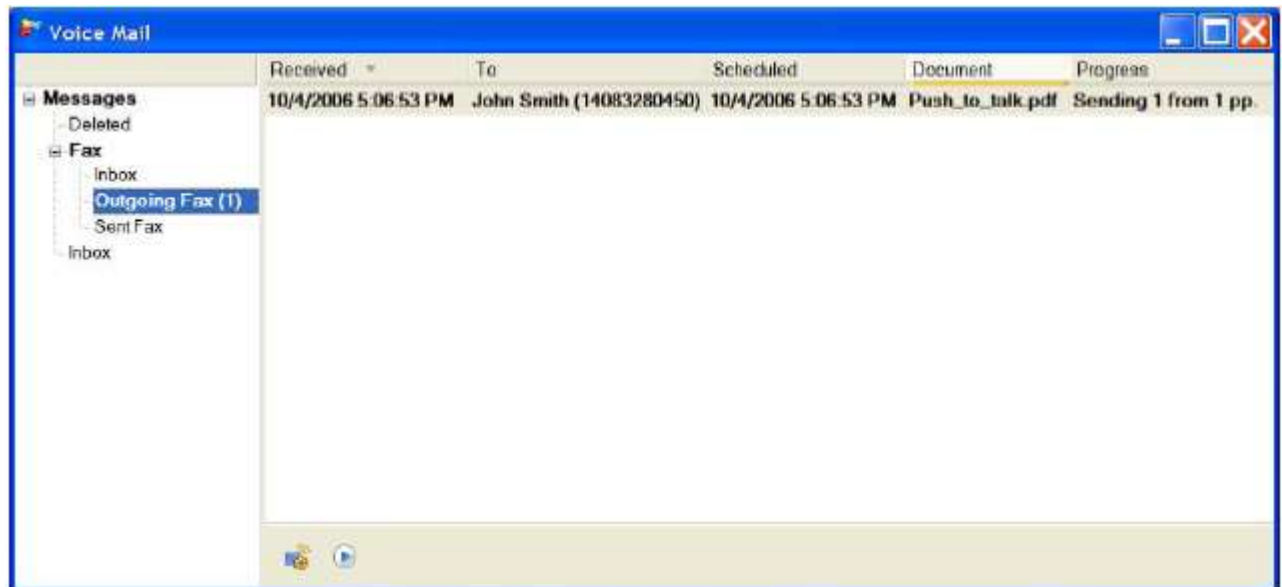 Voice Mail
Received To Scheduled Document Progress
Messages
10/4/2006 5:06:53 PM John Smith (14083280450) 10/4/2006 5:06:53 PM Push_to_talk.pdf Sending 1 from 1 pp.
Deleted
Fax
Inbox
Outgoing Fax (1)
Sent Fax
Inbox